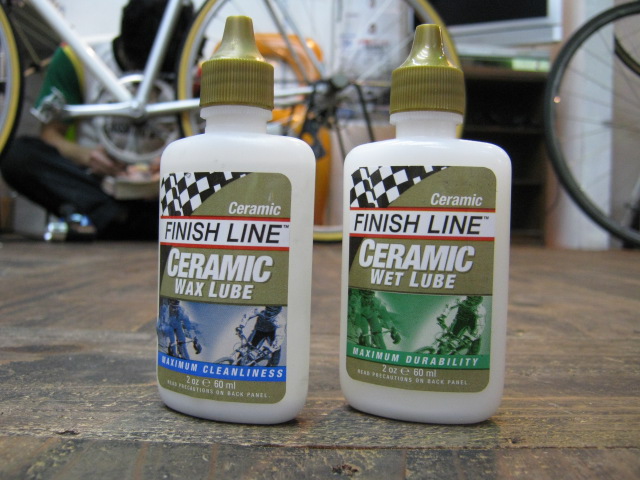 Ceramic
FINISH LINE™
CERAMIC
WAX LUBE
MAXIMUM CLEANLINESS
2 oz ℮ 60 ml
READ PRECAUTIONS ON BACK PANEL
Ceramic
FINISH LINE™
CERAMIC
WET LUBE
MAXIMUM DURABILITY
2 oz ℮ 60 ml
READ PRECAUTIONS ON BACK PANEL